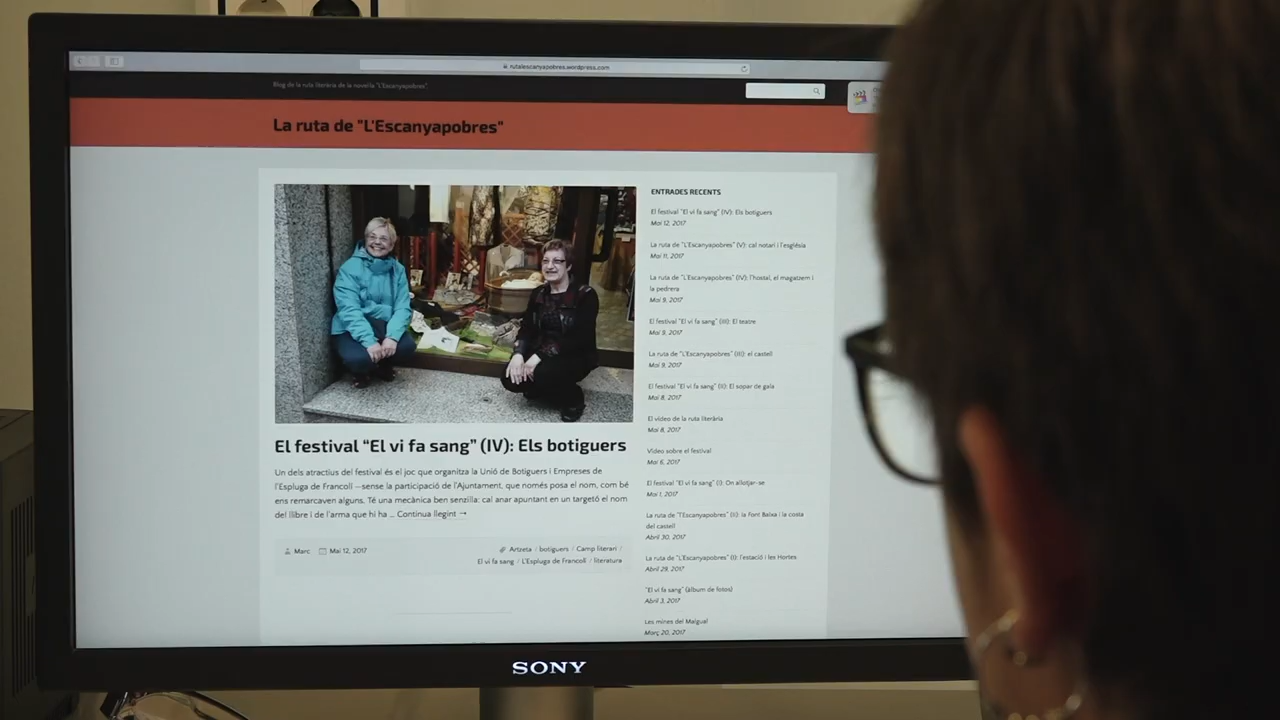 rutalescanyapobres.wordpress.com
Blog de la ruta literària de la novel·la "L'Escanyapobres"
La ruta de "L'Escanyapobres"
El festival “El vi fa sang” (IV): Els botiguers
Un dels atractius del festival és el joc que organitza la Unió de Botiguers i Empreses de
l'Espluga de Francolí —sense la participació de l'Ajuntament, que només posa el nom, com bé
ens remarcaven alguns. Té una mecànica ben senzilla: cal anar apuntant en un targetó el nom
del llibre i de l'arma que hi ha ... Continua llegint →
Marc Mai 12, 2017
Artzeta / botiguers / Camp literari /
El vi fa sang / L'Espluga de Francolí / literatura
ENTRADES RECENTS
El festival "El vi fa sang" (IV): Els botiguers
Mai 12, 2017
La ruta de "L'Escanyapobres" (V): cal notari i l'església
Mai 11, 2017
La ruta de "L'Escanyapobres" (IV): l'hostal, el magatzem i
la pedrera
Mai 9, 2017
El festival "El vi fa sang" (III): El teatre
Mai 9, 2017
La ruta de "L'Escanyapobres" (III): el castell
Mai 9, 2017
El festival "El vi fa sang" (II): El sopar de gala
Mai 8, 2017
El vídeo de la ruta literària
Mai 8, 2017
Vídeo sobre el festival
Mai 6, 2017
El festival "El vi fa sang" (I): On allotjar-se
Mai 1, 2017
La ruta de "l'Escanyapobres" (II): la Font Baixa i la costa
del castell
Abril 30, 2017
La ruta de "L'Escanyapobres" (I): l'estació i les Hortes
Abril 29, 2017
"El vi fa sang" (àlbum de fotos)
Abril 3, 2017
Les mines del Malgual
Març 20, 2017
SONY